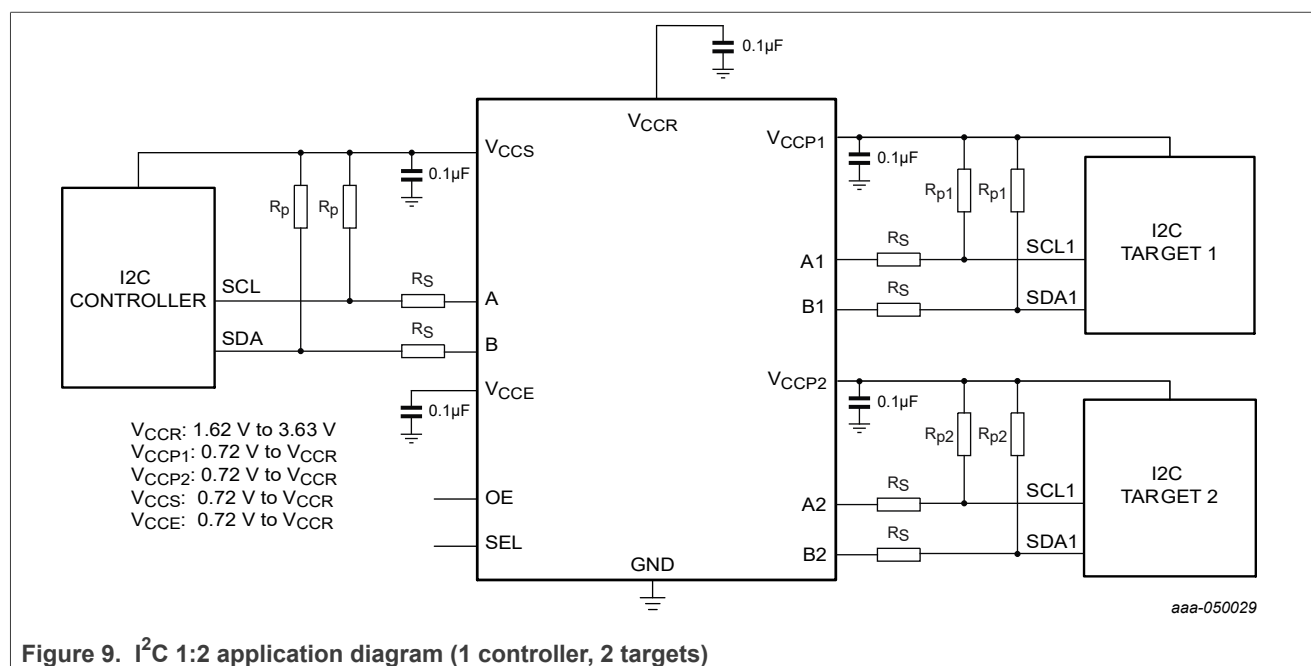 0.1µF
VCCR
VCCS
0.1µF
Rp
Rp
I2C
CONTROLLER
SCL
SDA
RS
A
RS
B
VCCE
0.1µF
VCCR: 1.62 V to 3.63 V
VCCP1: 0.72 V to VCCR
VCCP2: 0.72 V to VCCR
VCCS: 0.72 V to VCCR
VCCE: 0.72 V to VCCR
OE
SEL
GND
VCCP1
0.1µF
Rp1
Rp1
I2C
TARGET 1
A1
RS
SCL1
B1
RS
SDA1
VCCP2
0.1µF
Rp2
Rp2
I2C
TARGET 2
A2
RS
SCL1
B2
RS
SDA1
aaa-050029
Figure 9. I²C 1:2 application diagram (1 controller, 2 targets)